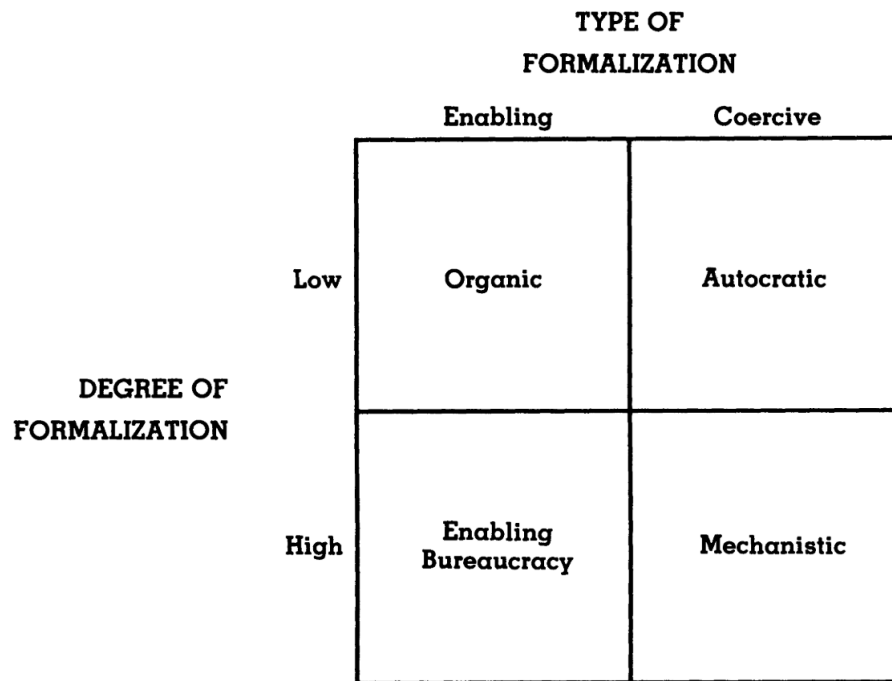 TYPE OF
FORMALIZATION
Enabling Coercive
Low Organic Autocratic
DEGREE OF
FORMALIZATION
High Enabling
Bureaucracy Mechanistic